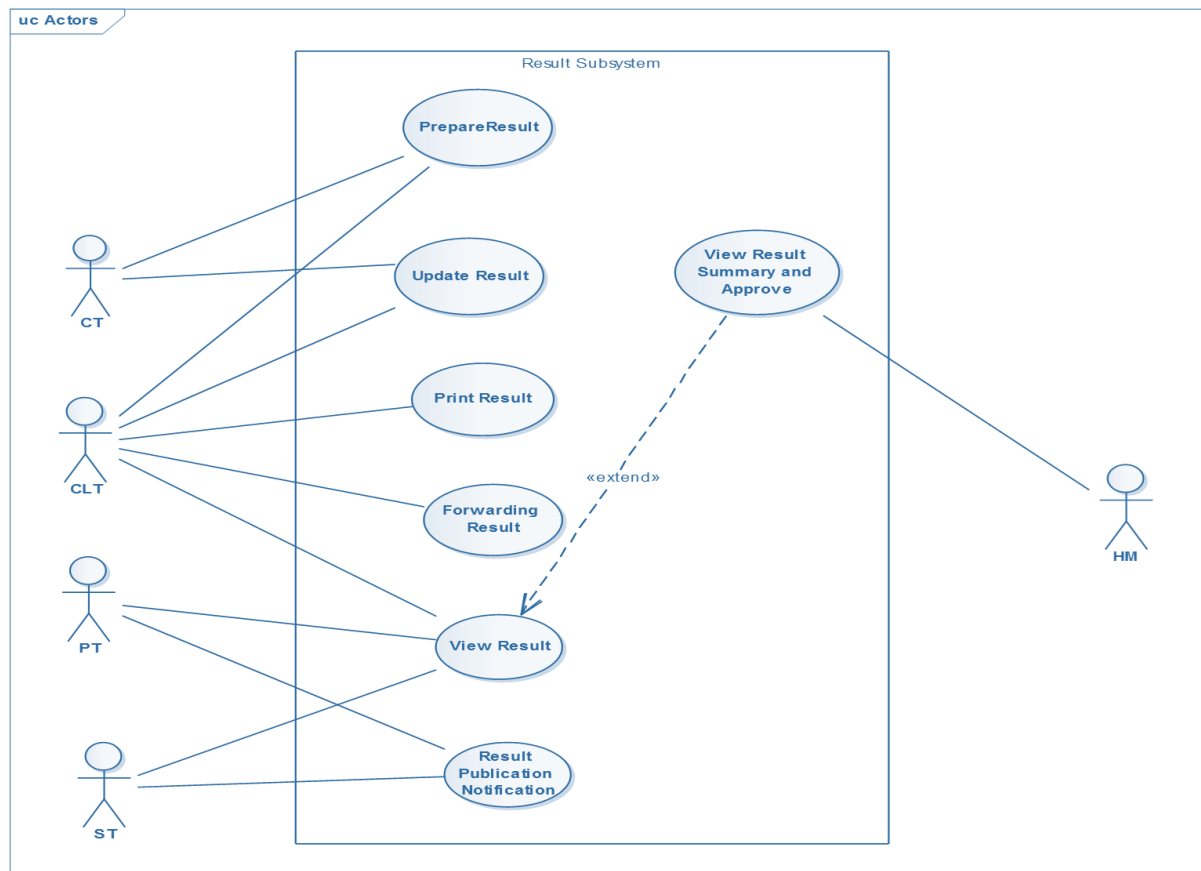 uc Actors
Result Subsystem
PrepareResult
View Result
Summary and
Approve
Update Result
CT
Print Result
CLT
«extend»
Forwarding
Result
HM
View Result
PT
Result
Publication
Notification
ST